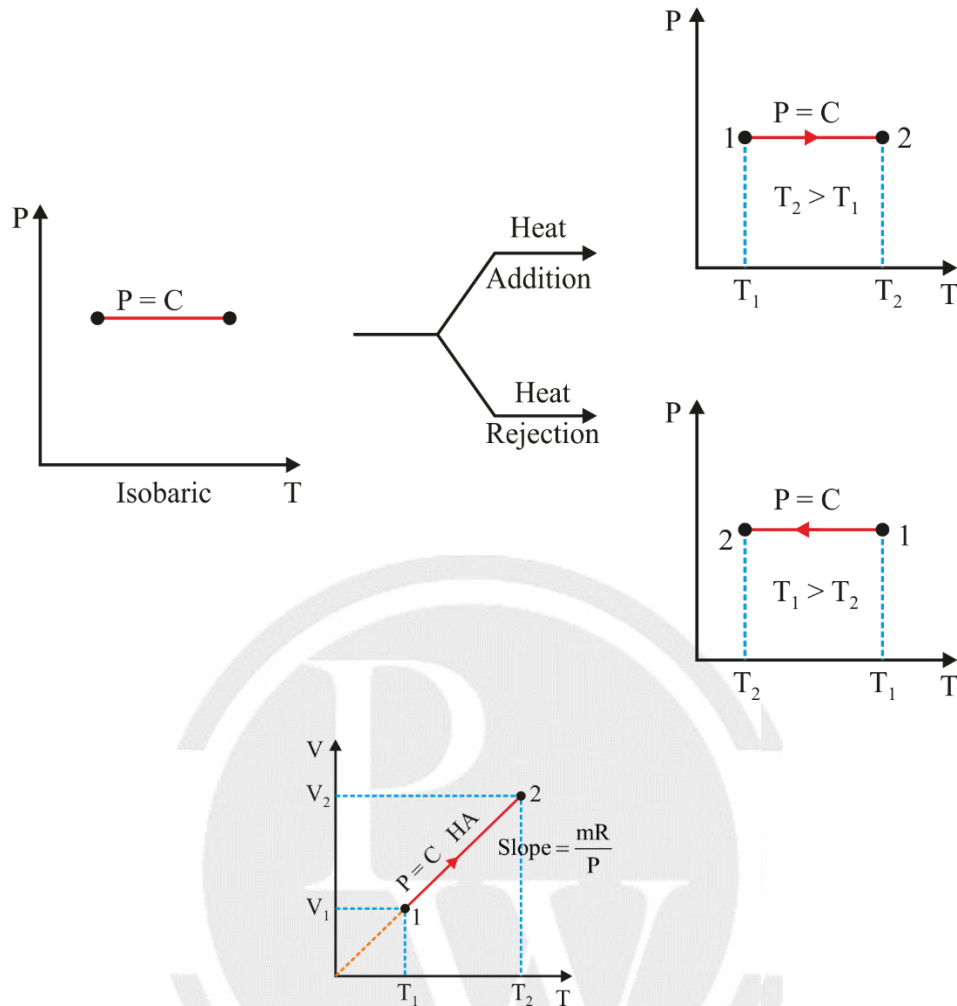 P
P = C
Isobaric
T
Heat
Addition
Heat
Rejection
P
P = C
1
2
T₂ > T₁
T₁
T₂
T
P
P = C
2
1
T₁ > T₂
T₂
T₁
T
V
V₂
2
P = C HA
Slope = mR/P
V₁
1
T₁
T₂
T
PW